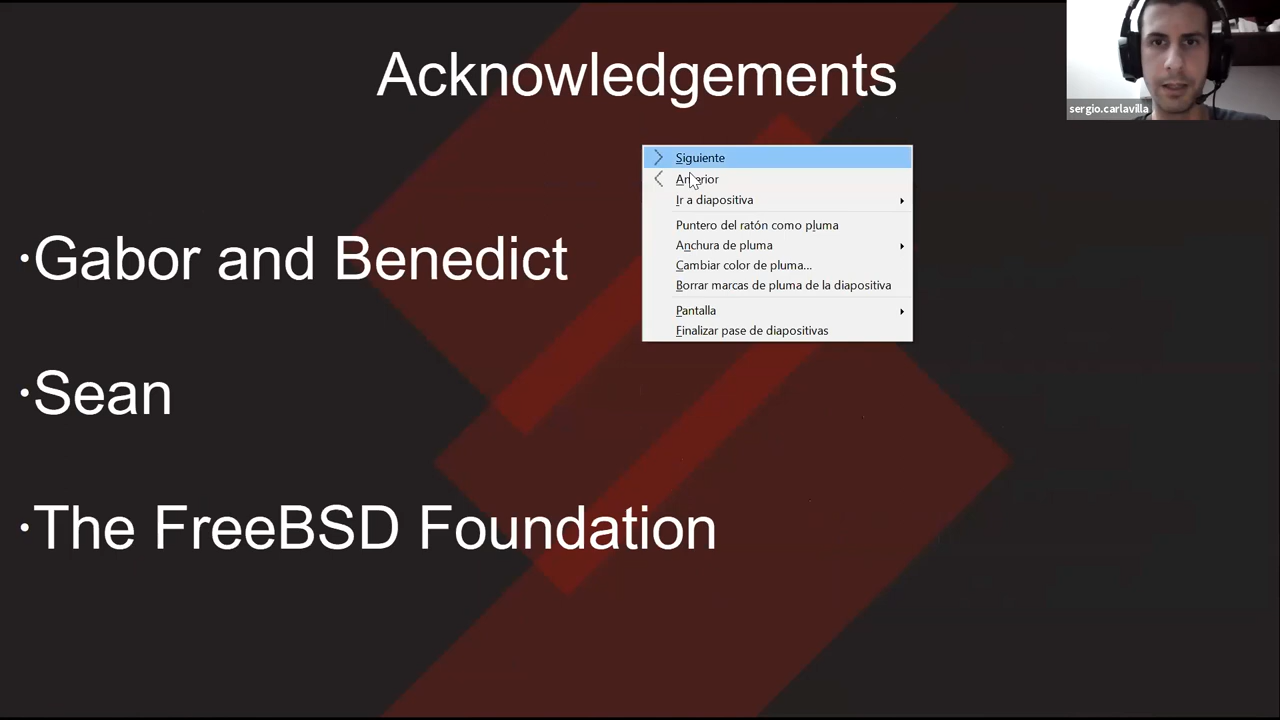 Acknowledgements
sergio.carlavilla
Siguiente
Anterior
Ir a diapositiva
Puntero del ratón como pluma
Anchura de pluma
Cambiar color de pluma...
Borrar marcas de pluma de la diapositiva
Pantalla
Finalizar pase de diapositivas
·Gabor and Benedict
·Sean
·The FreeBSD Foundation